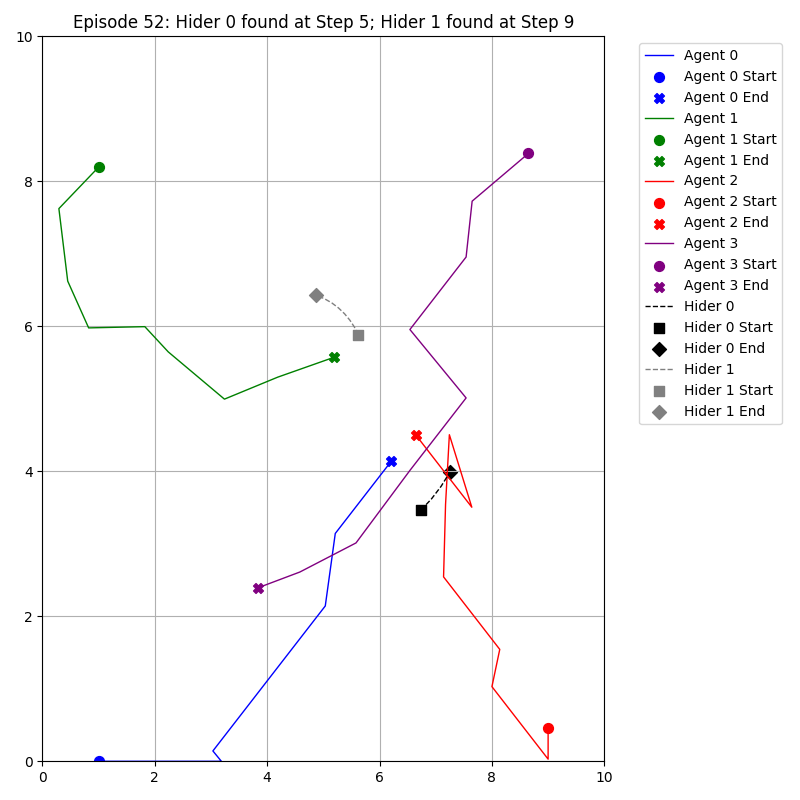 Episode 52: Hider 0 found at Step 5; Hider 1 found at Step 9
10
8
6
4
2
0
0
2
4
6
8
10
Agent 0
Agent 0 Start
Agent 0 End
Agent 1
Agent 1 Start
Agent 1 End
Agent 2
Agent 2 Start
Agent 2 End
Agent 3
Agent 3 Start
Agent 3 End
Hider 0
Hider 0 Start
Hider 0 End
Hider 1
Hider 1 Start
Hider 1 End